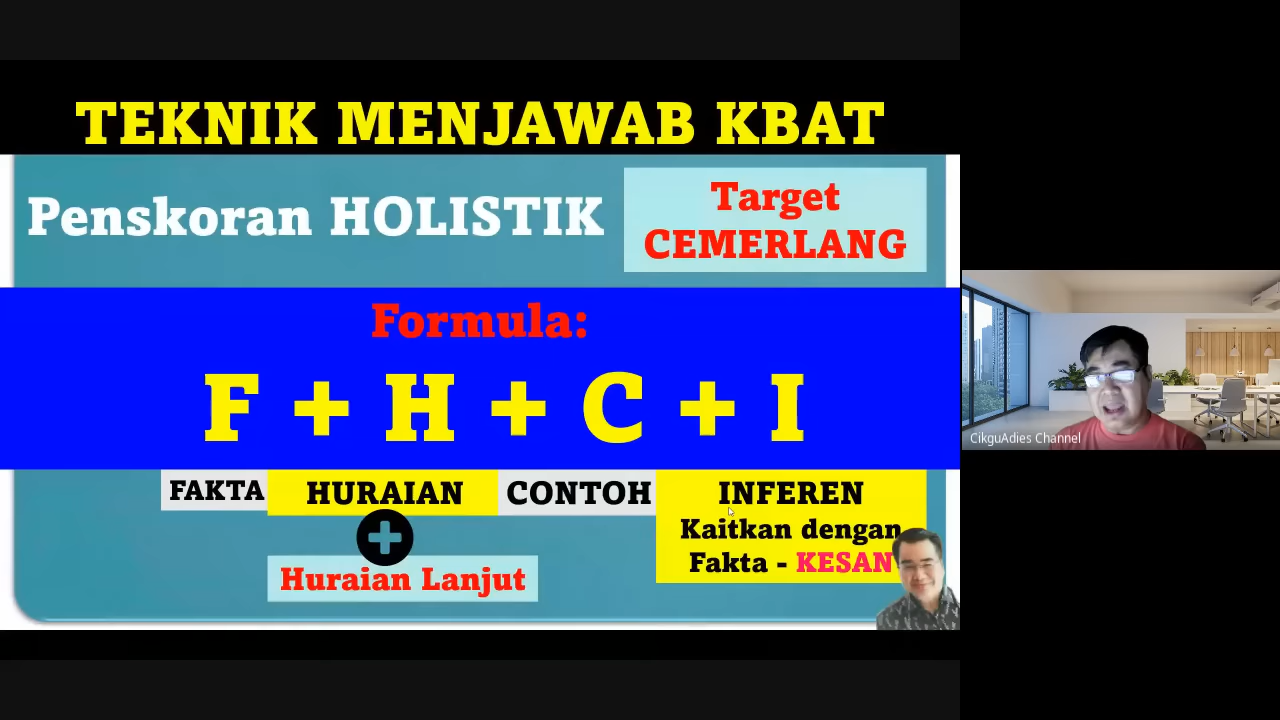 TEKNIK MENJAWAB KBAT
Penskoran HOLISTIK
Target
CEMERLANG
Formula:
F + H + C + I
FAKTA
HURAIAN
CONTOH
INFEREN
Kaitkan dengan
Fakta - KESAN
Huraian Lanjut
CikguAdies Channel